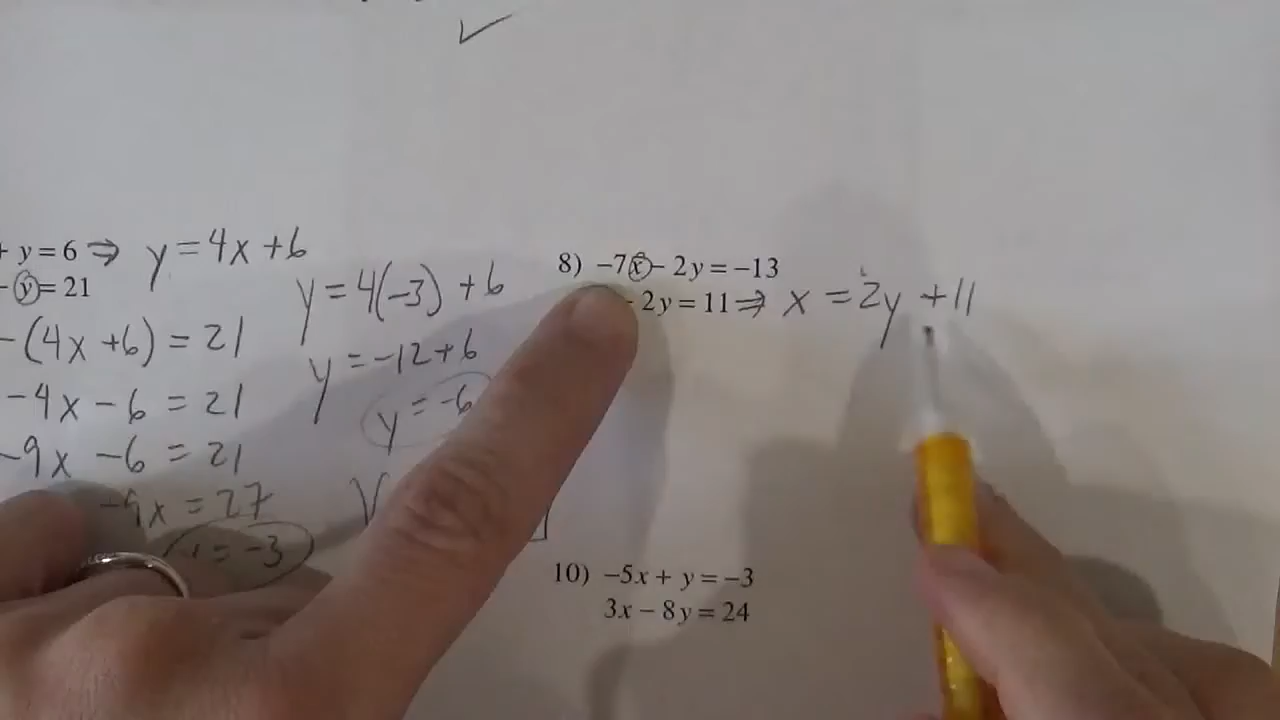 + y = 6 ⇒ y = 4x + 6
- y = 21
-(4x + 6) = 21
-4x - 6 = 21
-9x - 6 = 21
-9x = 27
= -3
y = 4(-3) + 6
y = -12 + 6
y = -6
8) -7x - 2y = -13
- 2y = 11 ⇒ x = 2y + 11
10) -5x + y = -3
3x - 8y = 24